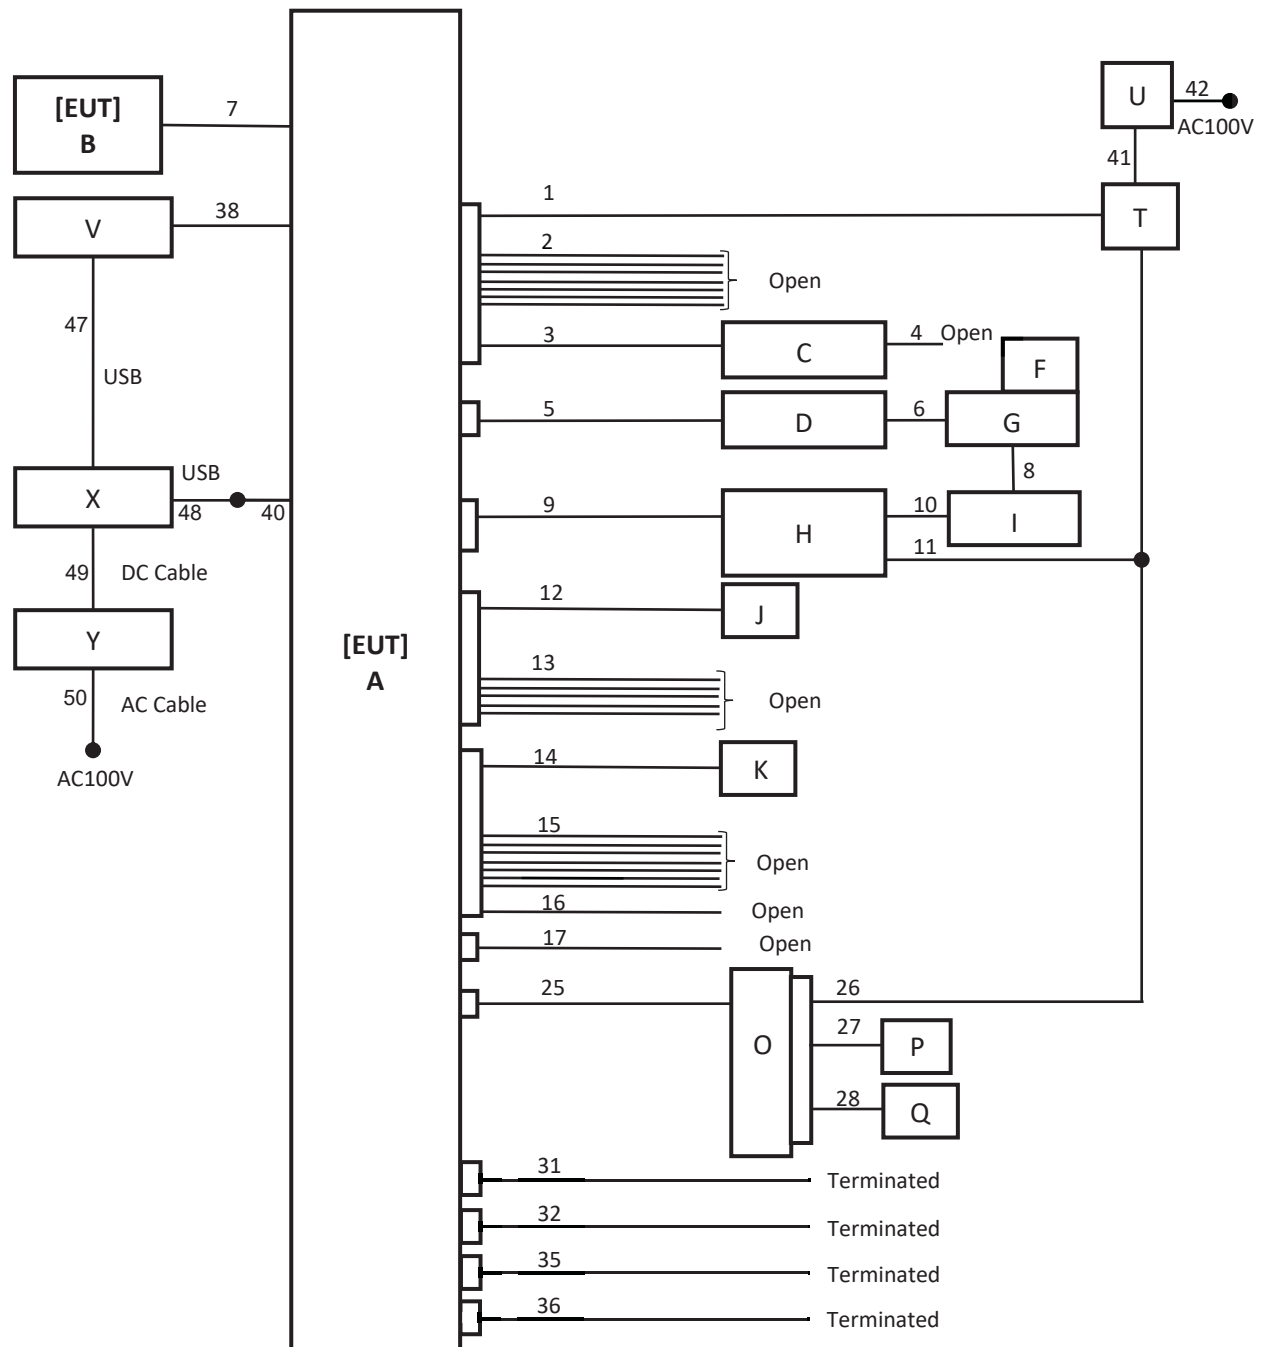 [EUT]
B
7
U
42
AC100V
41
V
38
1
T
2
Open
47
USB
3
C
4
Open
F
5
D
6
G
8
X
USB
48
40
9
H
10
I
11
49
DC Cable
12
J
Y
[EUT]
A
13
Open
50
AC Cable
AC100V
14
K
15
Open
16
Open
17
Open
25
O
26
27
P
28
Q
31
Terminated
32
Terminated
35
Terminated
36
Terminated